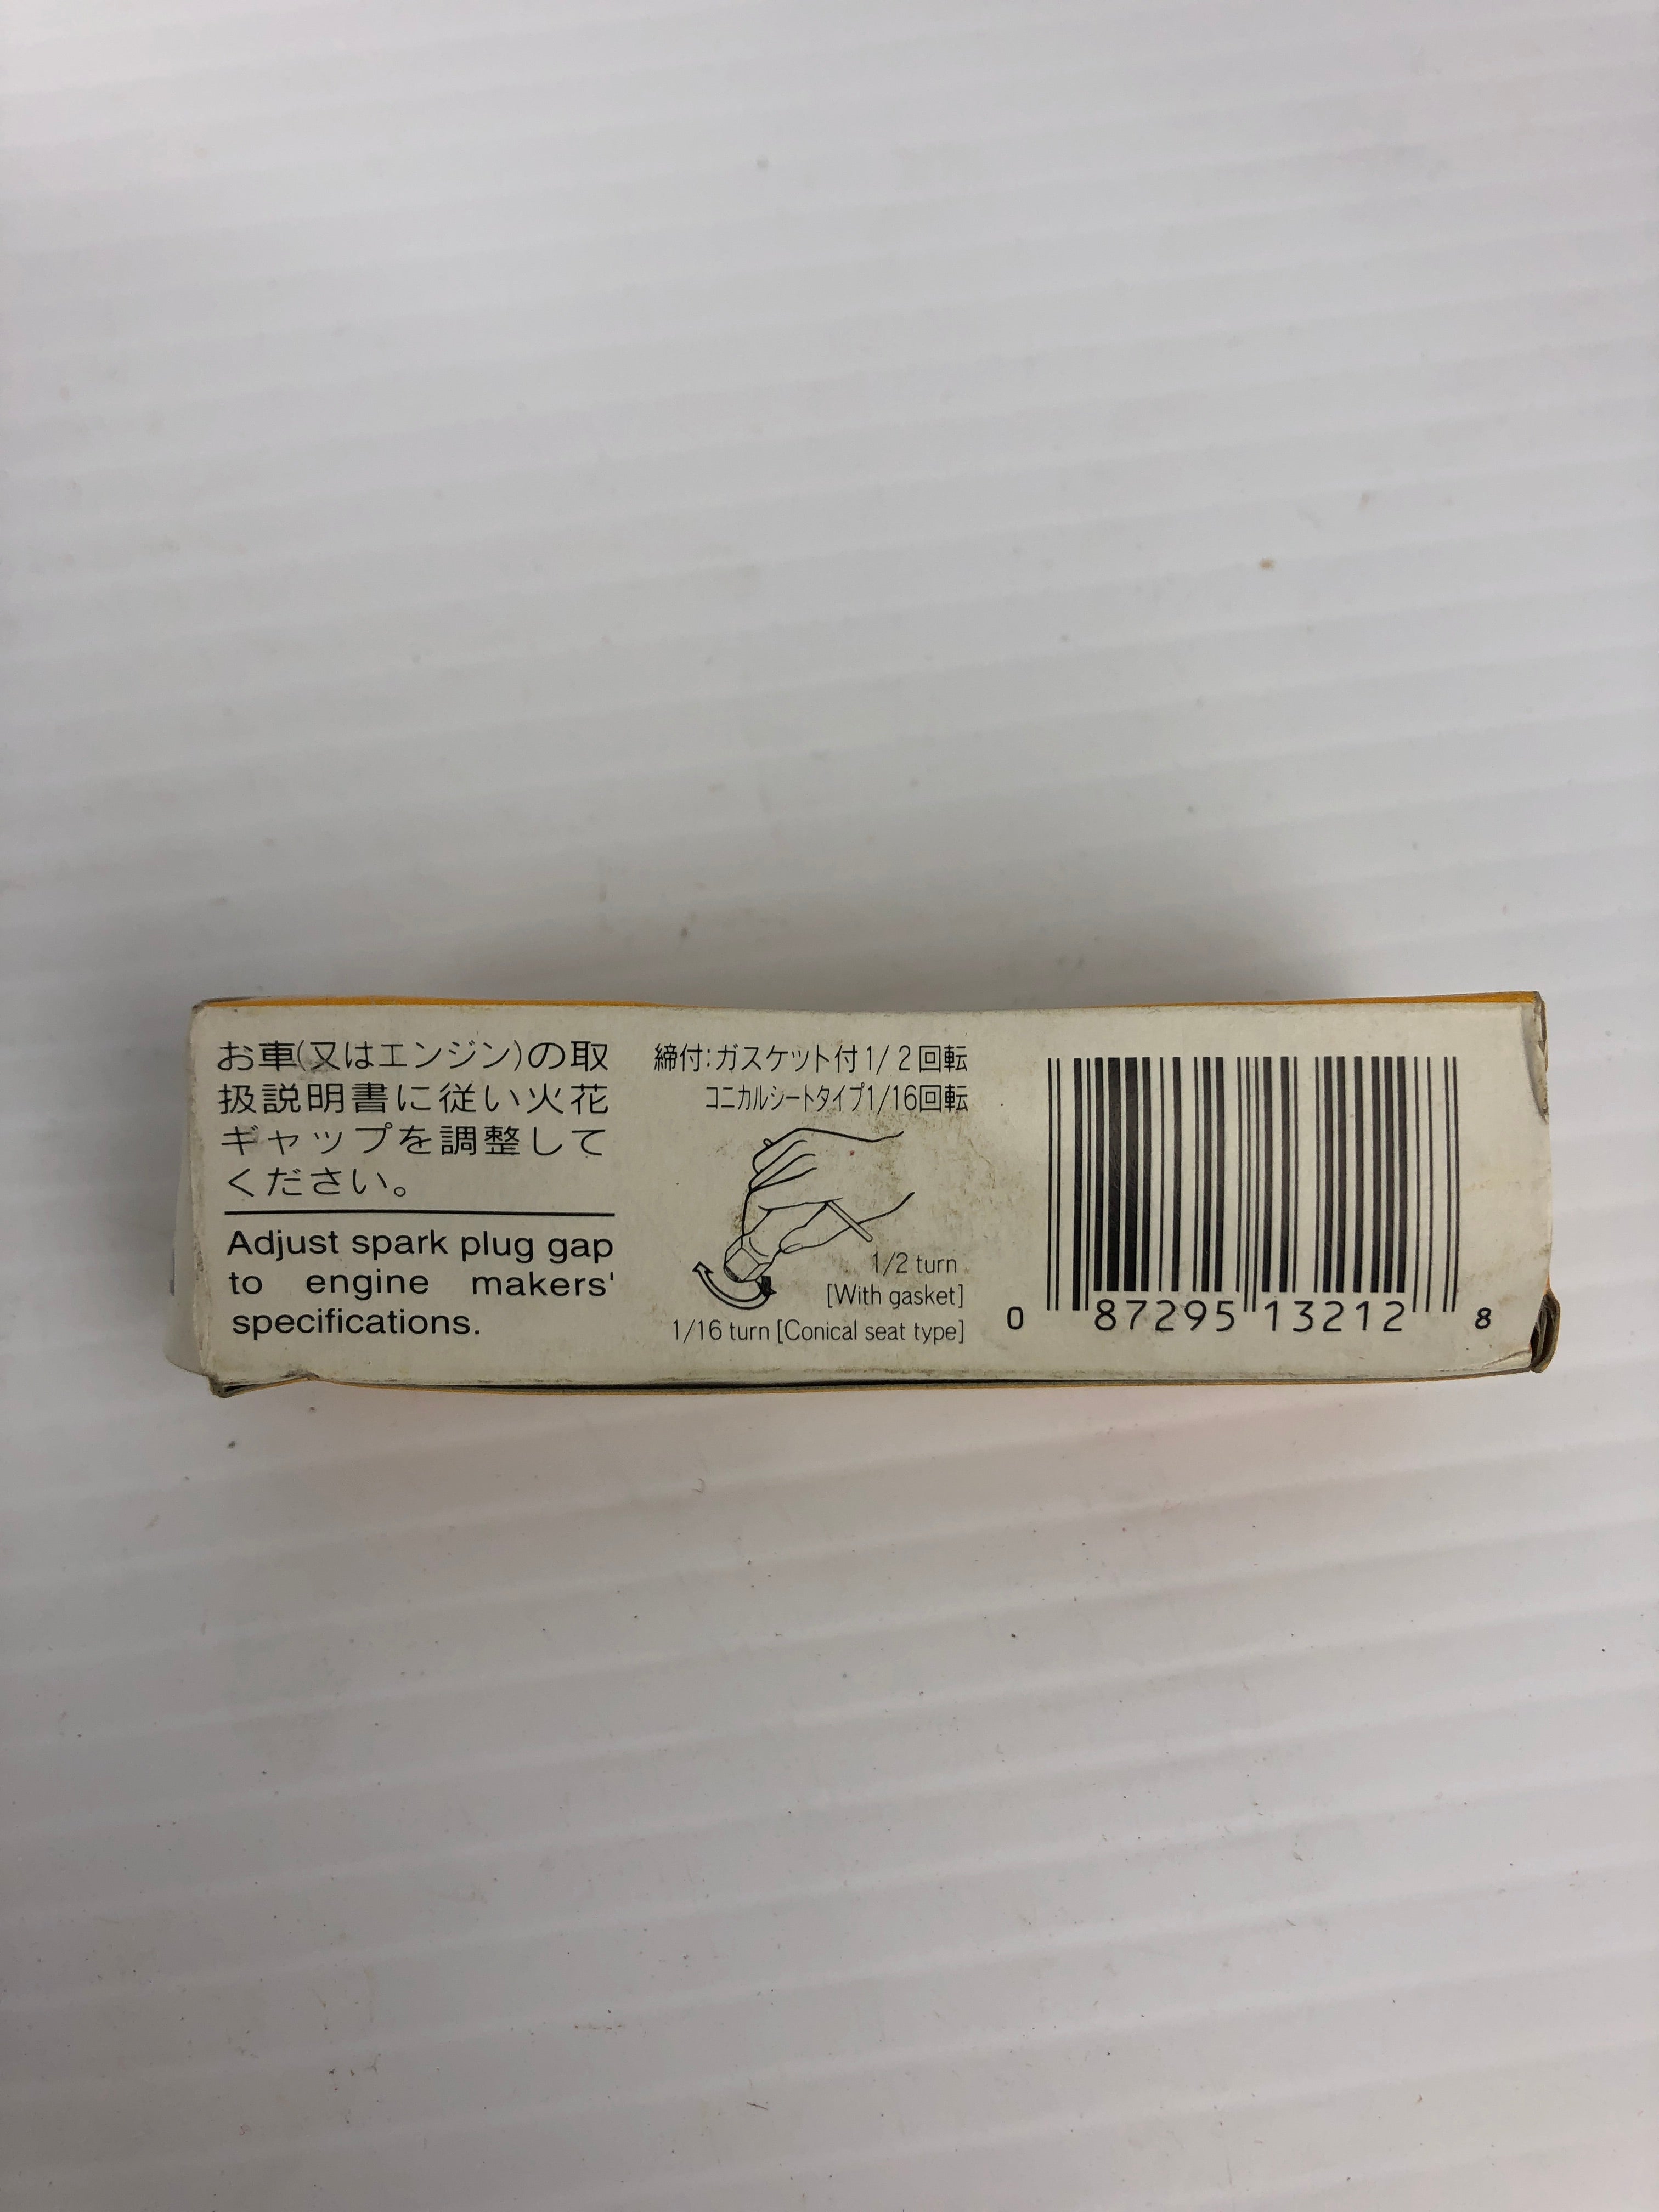 お車(又はエンジン)の取
扱説明書に従い火花
ギャップを調整して
ください。
Adjust spark plug gap
to engine makers'
specifications.
締付:ガスケット付1/2回転
コニカルシートタイプ1/16回転
1/2 turn
[With gasket]
1/16 turn [Conical seat type]
0 87295 13212 8